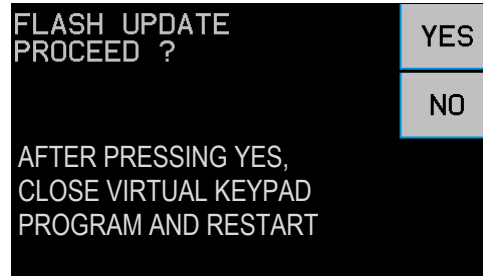 FLASH UPDATE
PROCEED ?
YES
NO
AFTER PRESSING YES,
CLOSE VIRTUAL KEYPAD
PROGRAM AND RESTART